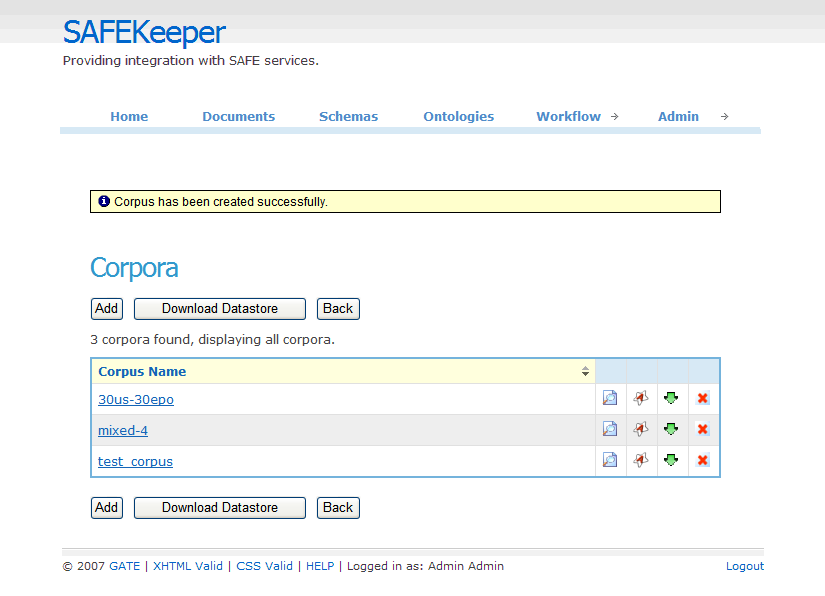 SAFEKeeper
Providing integration with SAFE services.
Home Documents Schemas Ontologies Workflow Admin
Corpus has been created successfully.
Corpora
Add Download Datastore Back
3 corpora found, displaying all corpora.
Corpus Name
30us-30epo
mixed-4
test_corpus
Add Download Datastore Back
© 2007 GATE | XHTML Valid | CSS Valid | HELP | Logged in as: Admin Admin Logout